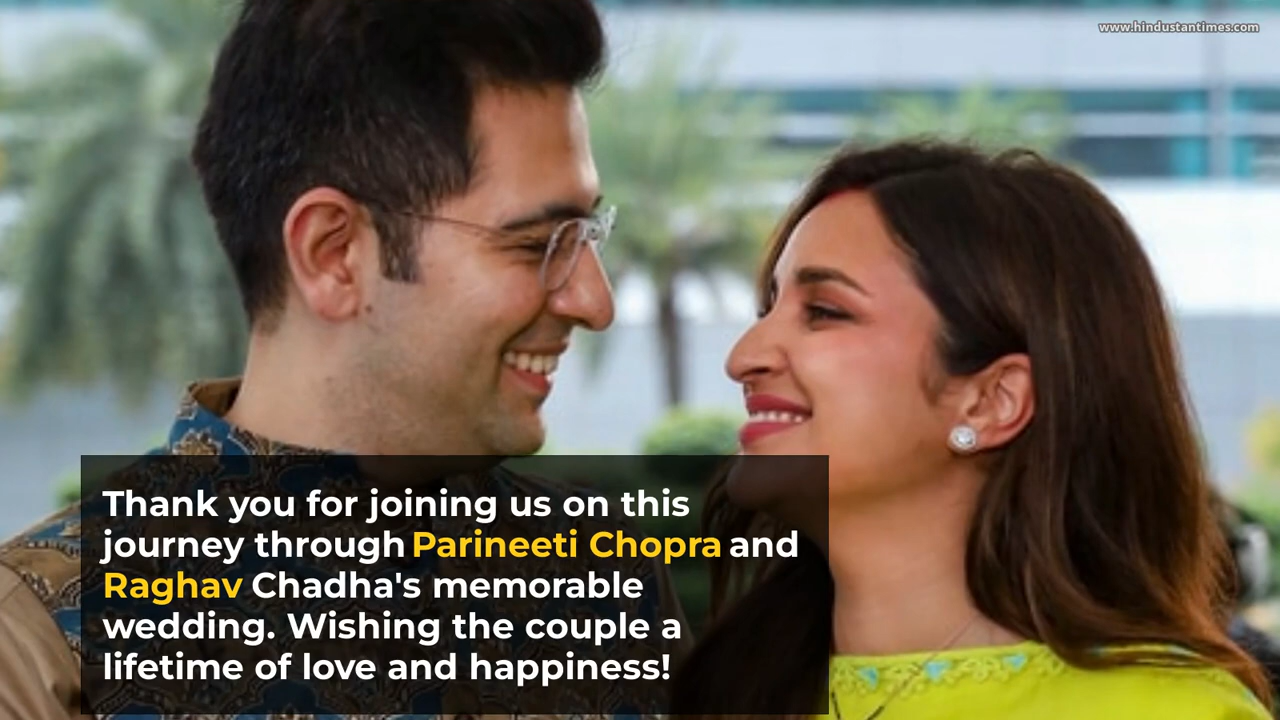 www.hindustantimes.com
Thank you for joining us on this
journey through Parineeti Chopra and
Raghav Chadha's memorable
wedding. Wishing the couple a
lifetime of love and happiness!